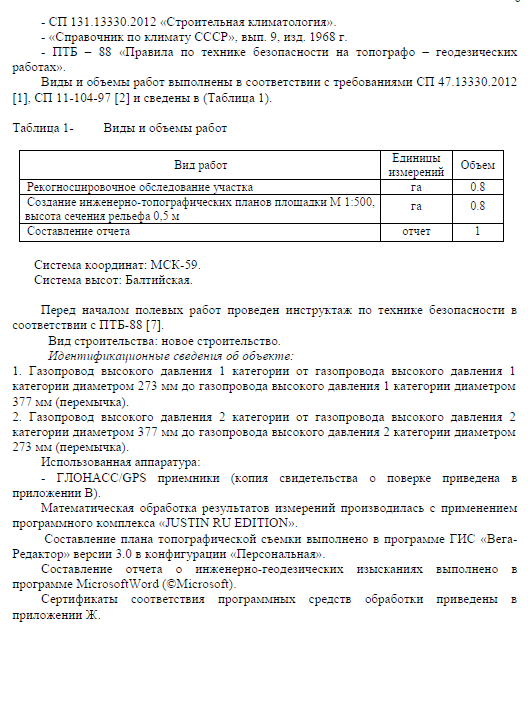 - СП 131.13330.2012 «Строительная климатология».
- «Справочник по климату СССР», вып. 9, изд. 1968 г.
- ПТБ – 88 «Правила по технике безопасности на топографо – геодезических
работах».
Виды и объемы работ выполнены в соответствии с требованиями СП 47.13330.2012
[1], СП 11-104-97 [2] и сведены в (Таблица 1).
Таблица 1- Виды и объемы работ
Вид работ
Единицы
измерений
Объем
Рекогносцировочное обследование участка га 0.8
Создание инженерно-топографических планов площадки М 1:500,
высота сечения рельефа 0,5 м
га 0.8
Составление отчета отчет 1
Система координат: МСК-59.
Система высот: Балтийская.
Перед началом полевых работ проведен инструктаж по технике безопасности в
соответствии с ПТБ-88 [7].
Вид строительства: новое строительство.
Идентификационные сведения об объекте:
1. Газопровод высокого давления 1 категории от газопровода высокого давления 1
категории диаметром 273 мм до газопровода высокого давления 1 категории диаметром
377 мм (перемычка).
2. Газопровод высокого давления 2 категории от газопровода высокого давления 2
категории диаметром 377 мм до газопровода высокого давления 2 категории диаметром
273 мм (перемычка).
Использованная аппаратура:
- ГЛОНАСС/GPS приемники (копия свидетельства о поверке приведена в
приложении В).
Математическая обработка результатов измерений производилась с применением
программного комплекса «JUSTIN RU EDITION».
Составление плана топографической съемки выполнено в программе ГИС «Вега-
Редактор» версии 3.0 в конфигурации «Персональная».
Составление отчета о инженерно-геодезических изысканиях выполнено в
программе MicrosoftWord (©Microsoft).
Сертификаты соответствия программных средств обработки приведены в
приложении Ж.